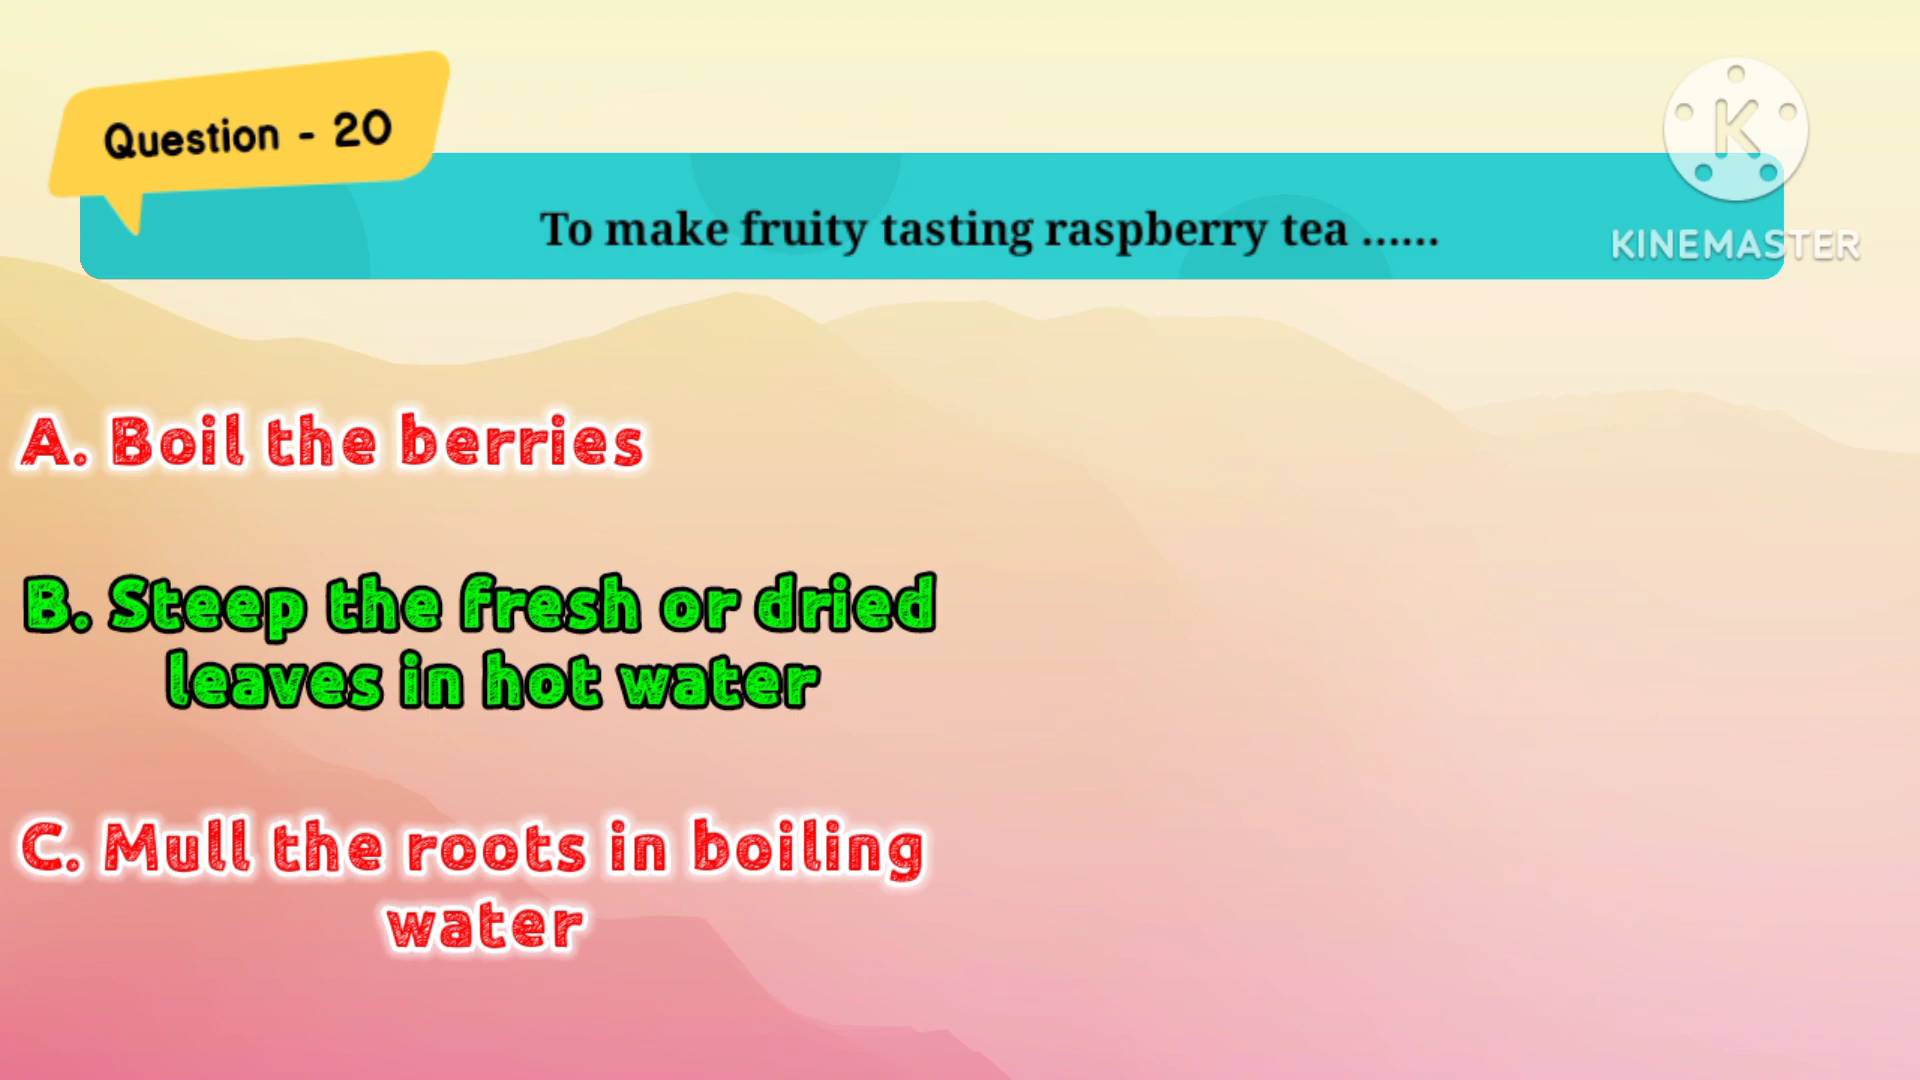 Question - 20
K
KINEMASTER
To make fruity tasting raspberry tea ......
A. Boil the berries
B. Steep the fresh or dried
leaves in hot water
C. Mull the roots in boiling
water